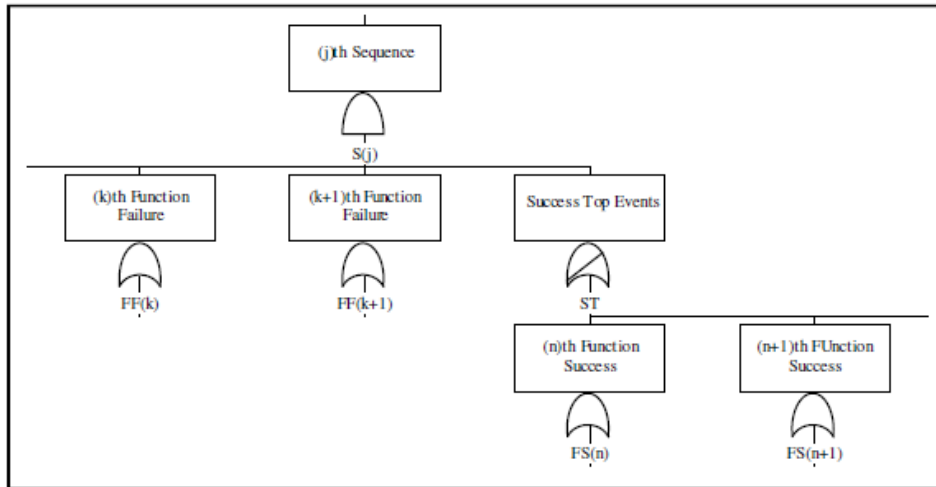 (j)th Sequence
S(j)
(k)th Function
Failure
(k+1)th Function
Failure
Success Top Events
FF(k)
FF(k+1)
ST
(n)th Function
Success
(n+1)th FUnction
Success
FS(n)
FS(n+1)